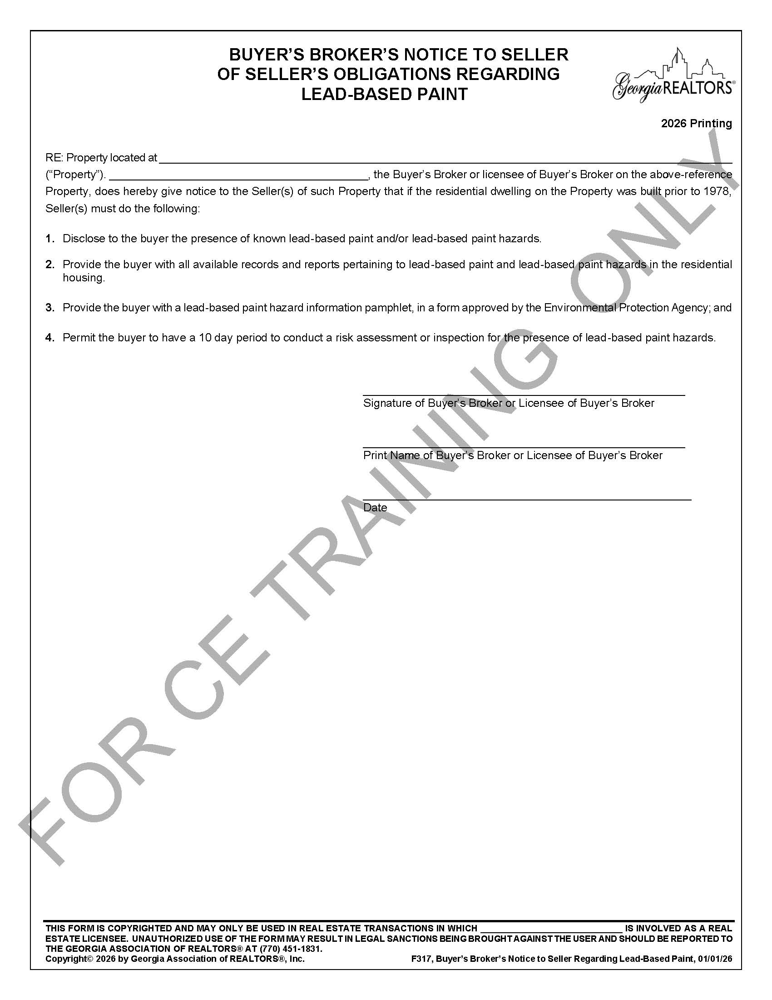 BUYER’S BROKER’S NOTICE TO SELLER
OF SELLER’S OBLIGATIONS REGARDING
LEAD-BASED PAINT
GeorgiaREALTORS®
2026 Printing
RE: Property located at ____________________
(“Property”). ____________________, the Buyer’s Broker or licensee of Buyer’s Broker on the above-reference
Property, does hereby give notice to the Seller(s) of such Property that if the residential dwelling on the Property was built prior to 1978,
Seller(s) must do the following:
1. Disclose to the buyer the presence of known lead-based paint and/or lead-based paint hazards.
2. Provide the buyer with all available records and reports pertaining to lead-based paint and lead-based paint hazards in the residential
housing.
3. Provide the buyer with a lead-based paint hazard information pamphlet, in a form approved by the Environmental Protection Agency; and
4. Permit the buyer to have a 10 day period to conduct a risk assessment or inspection for the presence of lead-based paint hazards.
Signature of Buyer’s Broker or Licensee of Buyer’s Broker
Print Name of Buyer’s Broker or Licensee of Buyer’s Broker
Date
FOR CE TRAINING ONLY
THIS FORM IS COPYRIGHTED AND MAY ONLY BE USED IN REAL ESTATE TRANSACTIONS IN WHICH ____________________ IS INVOLVED AS A REAL
ESTATE LICENSEE. UNAUTHORIZED USE OF THE FORM MAY RESULT IN LEGAL SANCTIONS BEING BROUGHT AGAINST THE USER AND SHOULD BE REPORTED TO
THE GEORGIA ASSOCIATION OF REALTORS® AT (770) 451-1831.
Copyright© 2026 by Georgia Association of REALTORS®, Inc. F317, Buyer’s Broker’s Notice to Seller Regarding Lead-Based Paint, 01/01/26